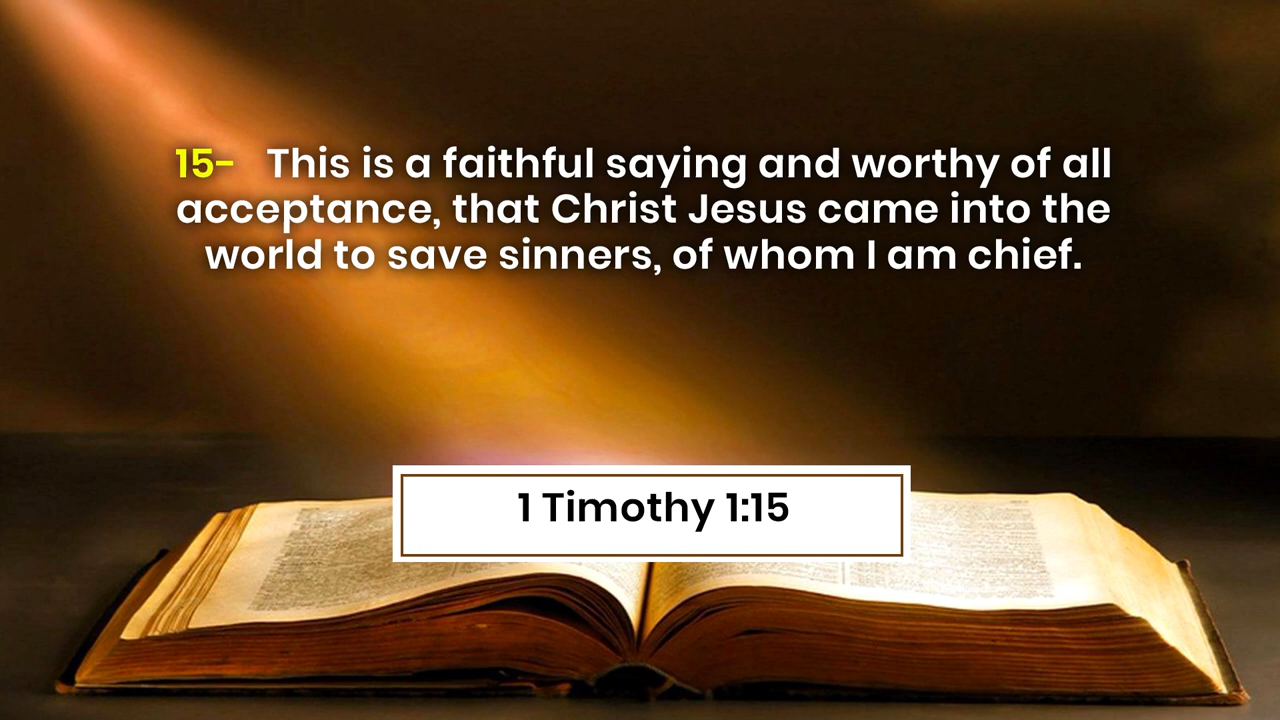 15- This is a faithful saying and worthy of all
acceptance, that Christ Jesus came into the
world to save sinners, of whom I am chief.
1 Timothy 1:15